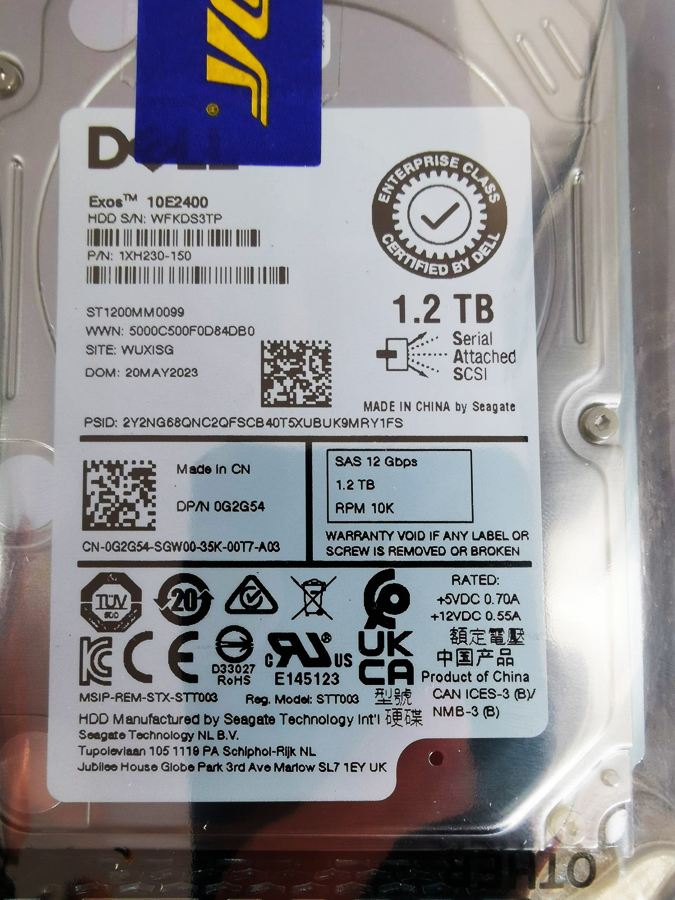 DELL
Exos™ 10E2400
HDD S/N: WFKDS3TP
P/N: 1XH230-150
ST1200MM0099
WWN: 5000C500F0D84DB0
SITE: WUXISG
DOM: 20MAY2023
PSID: 2Y2NG68QNC2QFSCB40T5XUBUK9MRY1FS
ENTERPRISE CLASS
CERTIFIED BY DELL
1.2 TB
Serial
Attached
SCSI
MADE IN CHINA by Seagate
Made in CN
DP/N 0G2G54
CN-0G2G54-SGW00-35K-00T7-A03
SAS 12 Gbps
1.2 TB
RPM 10K
WARRANTY VOID IF ANY LABEL OR
SCREW IS REMOVED OR BROKEN
TÜV
20
D33027
RoHS
c RU® US
E145123
UK
CA
RATED:
+5VDC 0.70A
+12VDC 0.55A
額定電壓
中国产品
Product of China
CAN ICES-3 (B)/
NMB-3 (B)
KC CE
MSIP-REM-STX-STT003
Reg. Model: STT003 型號
HDD Manufactured by Seagate Technology Int'l 硬碟
Seagate Technology NL B.V.
Tupolevlaan 105 1119 PA Schiphol-Rijk NL
Jubilee House Globe Park 3rd Ave Marlow SL7 1EY UK
OTHER